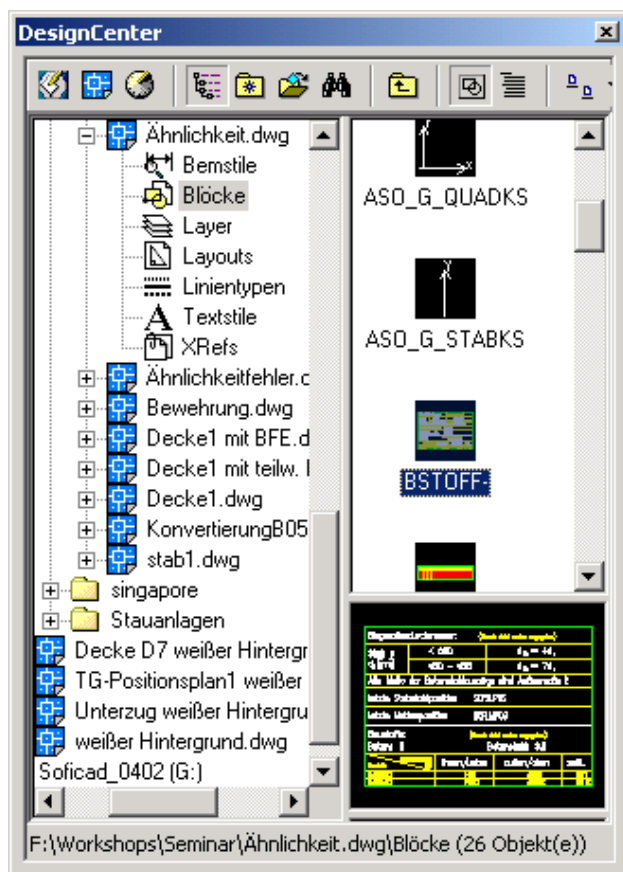 DesignCenter
Ähnlichkeit.dwg
Bemstile
Blöcke
Layer
Layouts
Linientypen
Textstile
XRefs
Ähnlichkeitfehler.c
Bewehrung.dwg
Decke1 mit BFE.d
Decke1 mit teilw.
Decke1.dwg
KonvertierungB05
stab1.dwg
singapore
Stauanlagen
Decke D7 weißer Hintergr
TG-Positionsplan1 weißer
Unterzug weißer Hintergru
weißer Hintergrund.dwg
Soficad_0402 (G:)
ASO_G_QUADKS
ASO_G_STABKS
BSTOFF-
F:\Workshops\Seminar\Ähnlichkeit.dwg\Blöcke (26 Objekt(e))